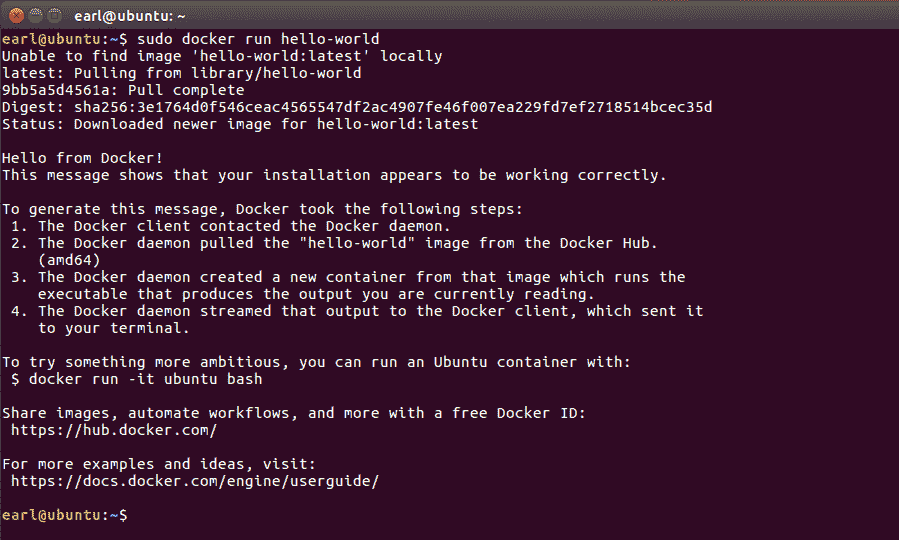 earl@ubuntu: ~
earl@ubuntu:~$ sudo docker run hello-world
Unable to find image 'hello-world:latest' locally
latest: Pulling from library/hello-world
9bb5a5d4561a: Pull complete
Digest: sha256:3e1764d0f546ceac4565547df2ac4907fe46f007ea229fd7ef2718514bcec35d
Status: Downloaded newer image for hello-world:latest

Hello from Docker!
This message shows that your installation appears to be working correctly.

To generate this message, Docker took the following steps:
 1. The Docker client contacted the Docker daemon.
 2. The Docker daemon pulled the "hello-world" image from the Docker Hub.
    (amd64)
 3. The Docker daemon created a new container from that image which runs the
    executable that produces the output you are currently reading.
 4. The Docker daemon streamed that output to the Docker client, which sent it
    to your terminal.

To try something more ambitious, you can run an Ubuntu container with:
 $ docker run -it ubuntu bash

Share images, automate workflows, and more with a free Docker ID:
 https://hub.docker.com/

For more examples and ideas, visit:
 https://docs.docker.com/engine/userguide/

earl@ubuntu:~$